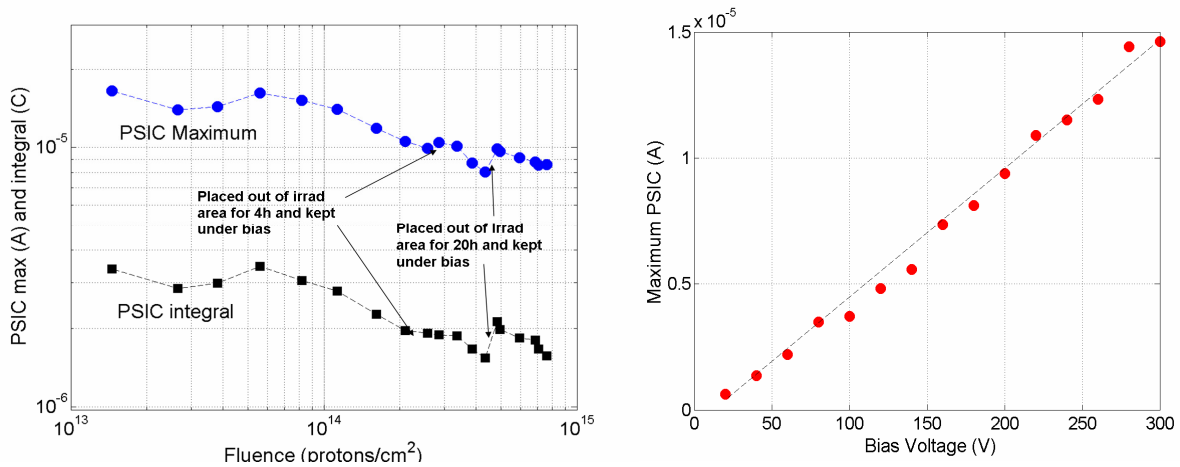 PSIC max (A) and integral (C)
10^-5
10^-6
PSIC Maximum
Placed out of irrad
area for 4h and kept
under bias
Placed out of irrad
area for 20h and kept
under bias
PSIC integral
10^13
10^14
10^15
Fluence (protons/cm^2)
Maximum PSIC (A)
x 10^-5
1.5
1
0.5
0
0
50
100
150
200
250
300
Bias Voltage (V)